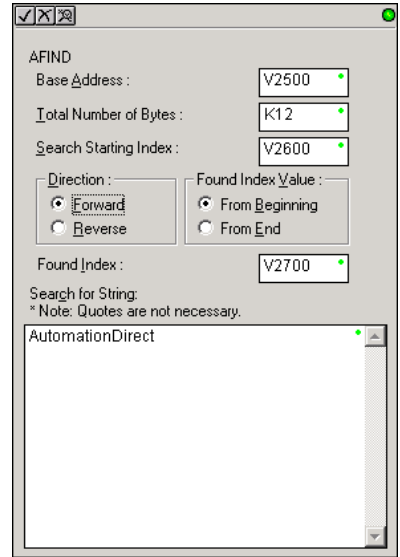 AFIND
Base Address : V2500
Total Number of Bytes : K12
Search Starting Index : V2600
Direction : Found Index Value :
Forward From Beginning
Reverse From End
Found Index : V2700
Search for String:
* Note: Quotes are not necessary.
AutomationDirect